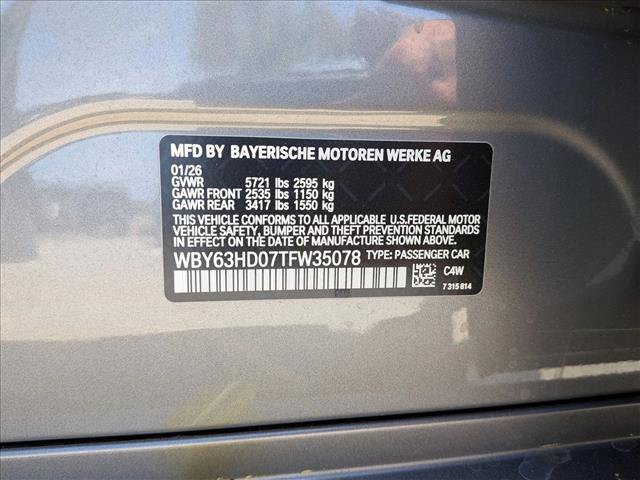 MFD BY BAYERISCHE MOTOREN WERKE AG
01/26
GVWR 5721 lbs 2595 kg
GAWR FRONT 2535 lbs 1150 kg
GAWR REAR 3417 lbs 1550 kg
THIS VEHICLE CONFORMS TO ALL APPLICABLE U.S.FEDERAL MOTOR
VEHICLE SAFETY, BUMPER AND THEFT PREVENTION STANDARDS IN
EFFECT ON THE DATE OF MANUFACTURE SHOWN ABOVE.
WBY63HD07TFW35078 TYPE: PASSENGER CAR
C4W
7 315 814